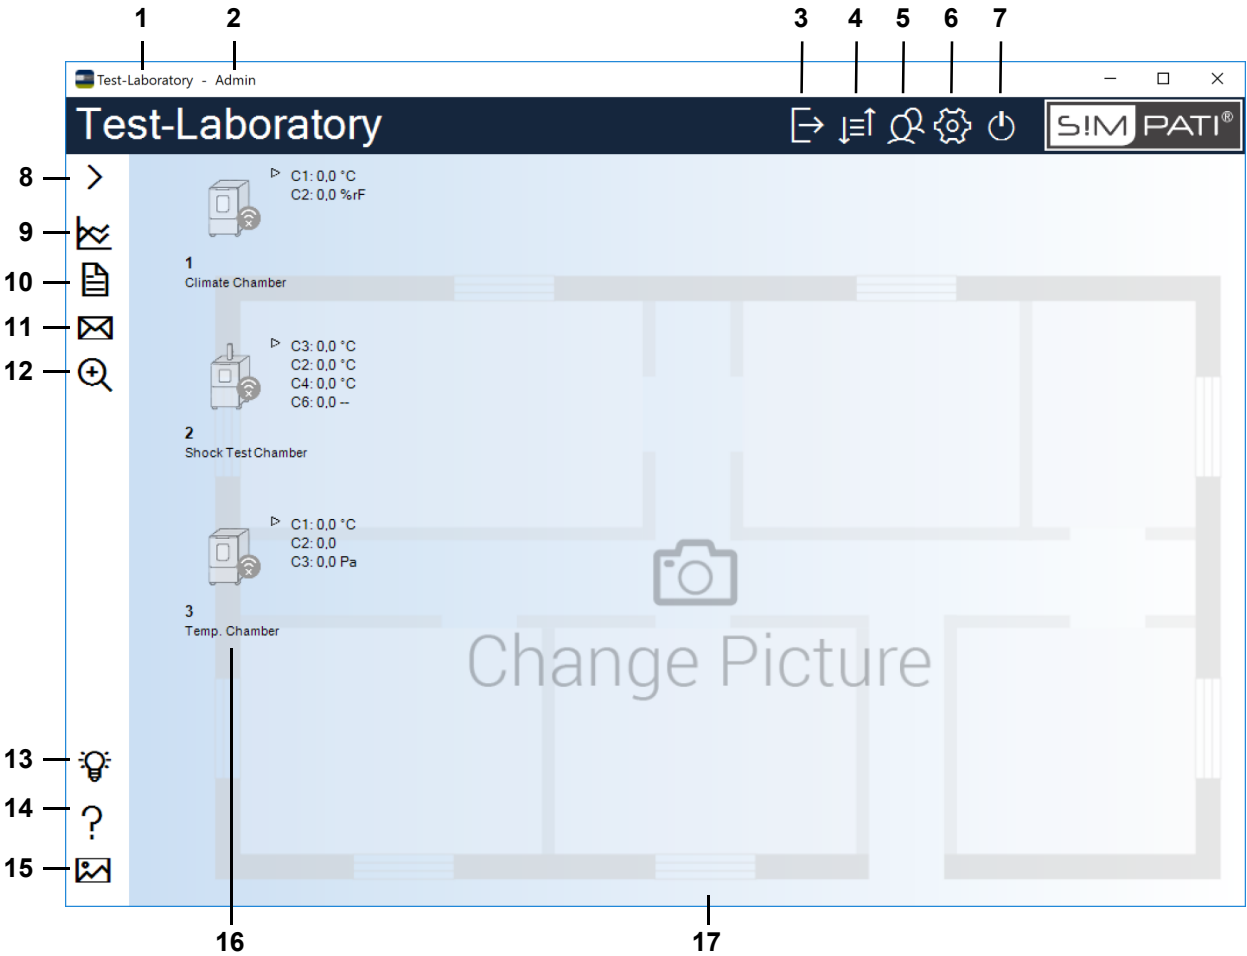 1 2 3 4 5 6 7
Test-Laboratory - Admin
Test-Laboratory
S!MPATI®
8
9
10
11
12
13
14
15
C1: 0,0 °C
C2: 0,0 %rF
1
Climate Chamber
C3: 0,0 °C
C2: 0,0 °C
C4: 0,0 °C
C6: 0,0 --
2
Shock Test Chamber
C1: 0,0 °C
C2: 0,0
C3: 0,0 Pa
3
Temp. Chamber
Change Picture
16 17